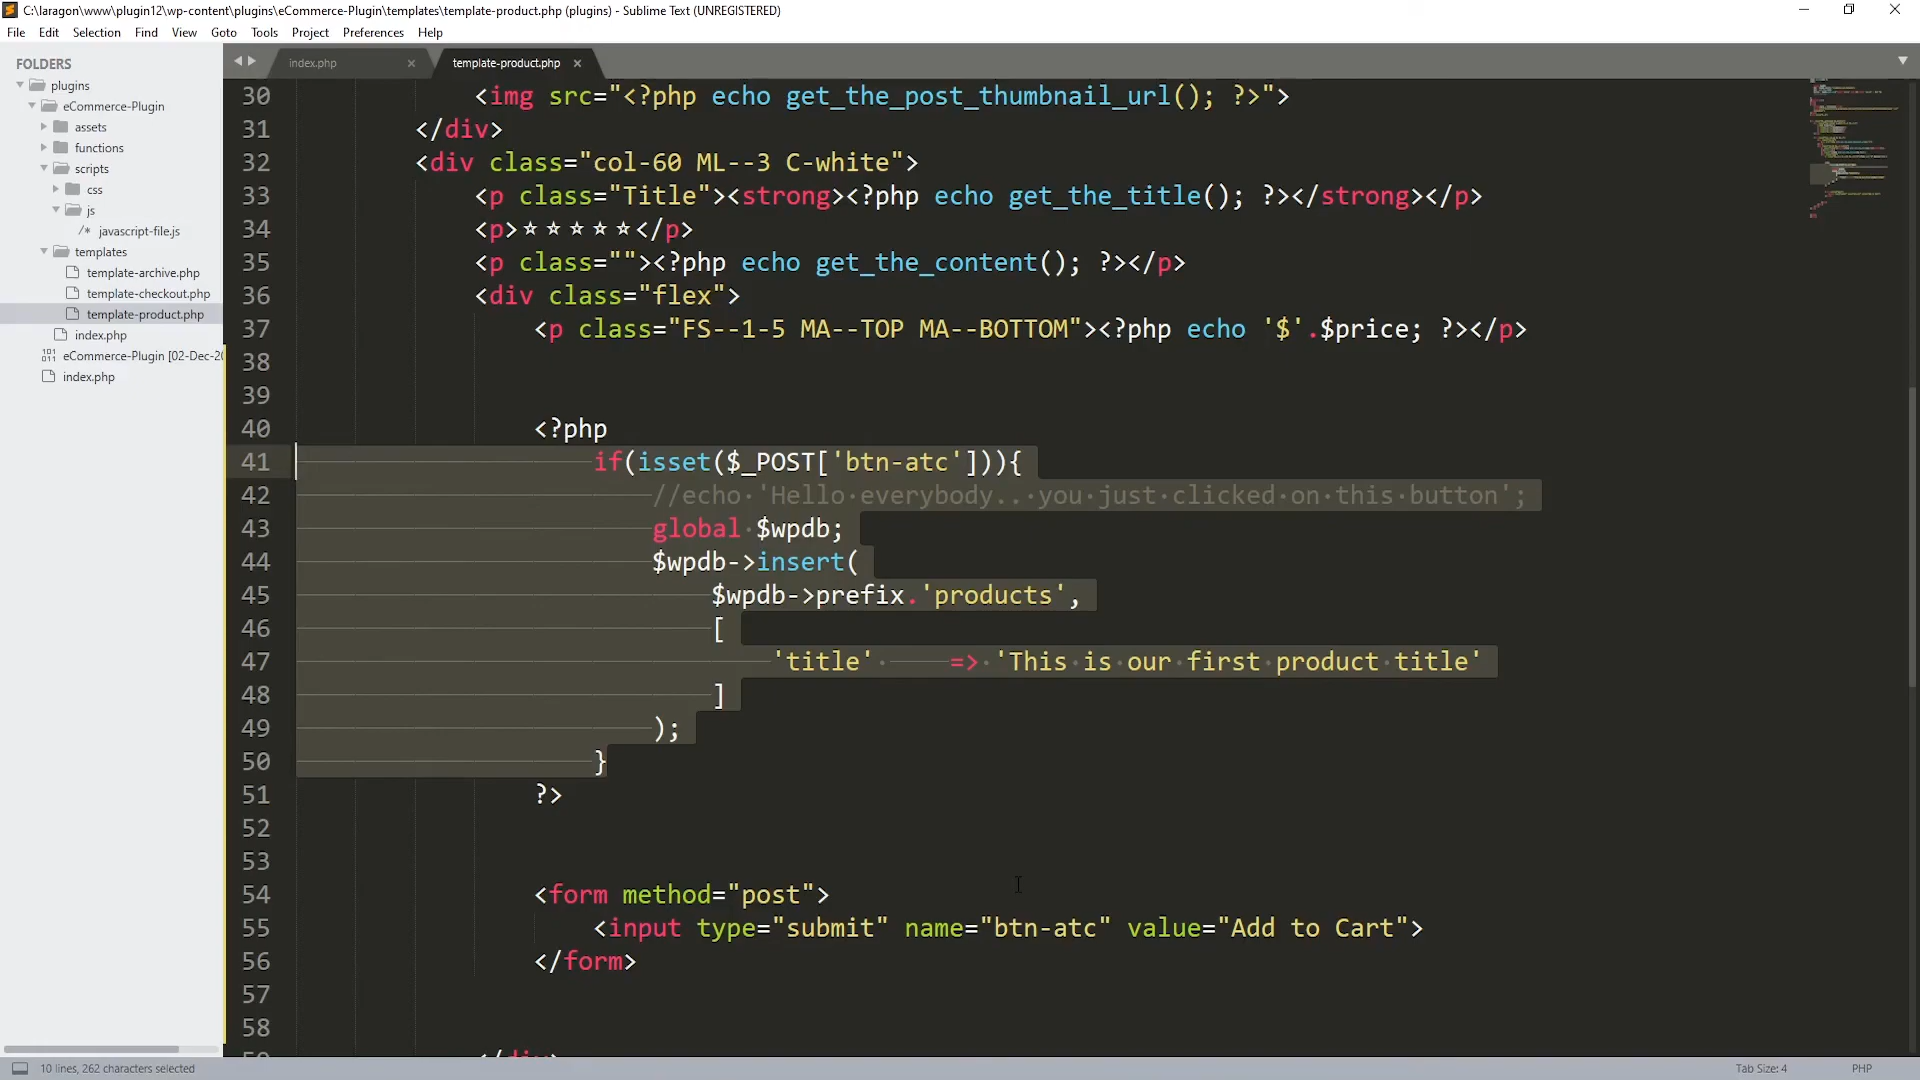 C:\laragon\www\plugin12\wp-content\plugins\eCommerce-Plugin\templates\template-product.php (plugins) - Sublime Text (UNREGISTERED)
File Edit Selection Find View Goto Tools Project Preferences Help
FOLDERS
plugins
eCommerce-Plugin
assets
functions
scripts
css
js
/* javascript-file.js
templates
template-archive.php
template-checkout.php
template-product.php
index.php
eCommerce-Plugin [02-Dec-20
index.php
index.php × template-product.php ×
30 <img src="<?php echo get_the_post_thumbnail_url(); ?>">
31 </div>
32 <div class="col-60 ML--3 C-white">
33 <p class="Title"><strong><?php echo get_the_title(); ?></strong></p>
34 <p>☆☆☆☆☆</p>
35 <p class=""><?php echo get_the_content(); ?></p>
36 <div class="flex">
37 <p class="FS--1-5 MA--TOP MA--BOTTOM"><?php echo '$'.$price; ?></p>
38
39
40 <?php
41 if(isset($_POST['btn-atc'])){
42 //echo 'Hello everybody.. you just clicked on this button';
43 global $wpdb;
44 $wpdb->insert(
45 $wpdb->prefix.'products',
46 [
47 'title' => 'This is our first product title'
48 ]
49 );
50 }
51 ?>
52
53
54 <form method="post">
55 <input type="submit" name="btn-atc" value="Add to Cart">
56 </form>
57
58
10 lines, 262 characters selected
Tab Size: 4 PHP